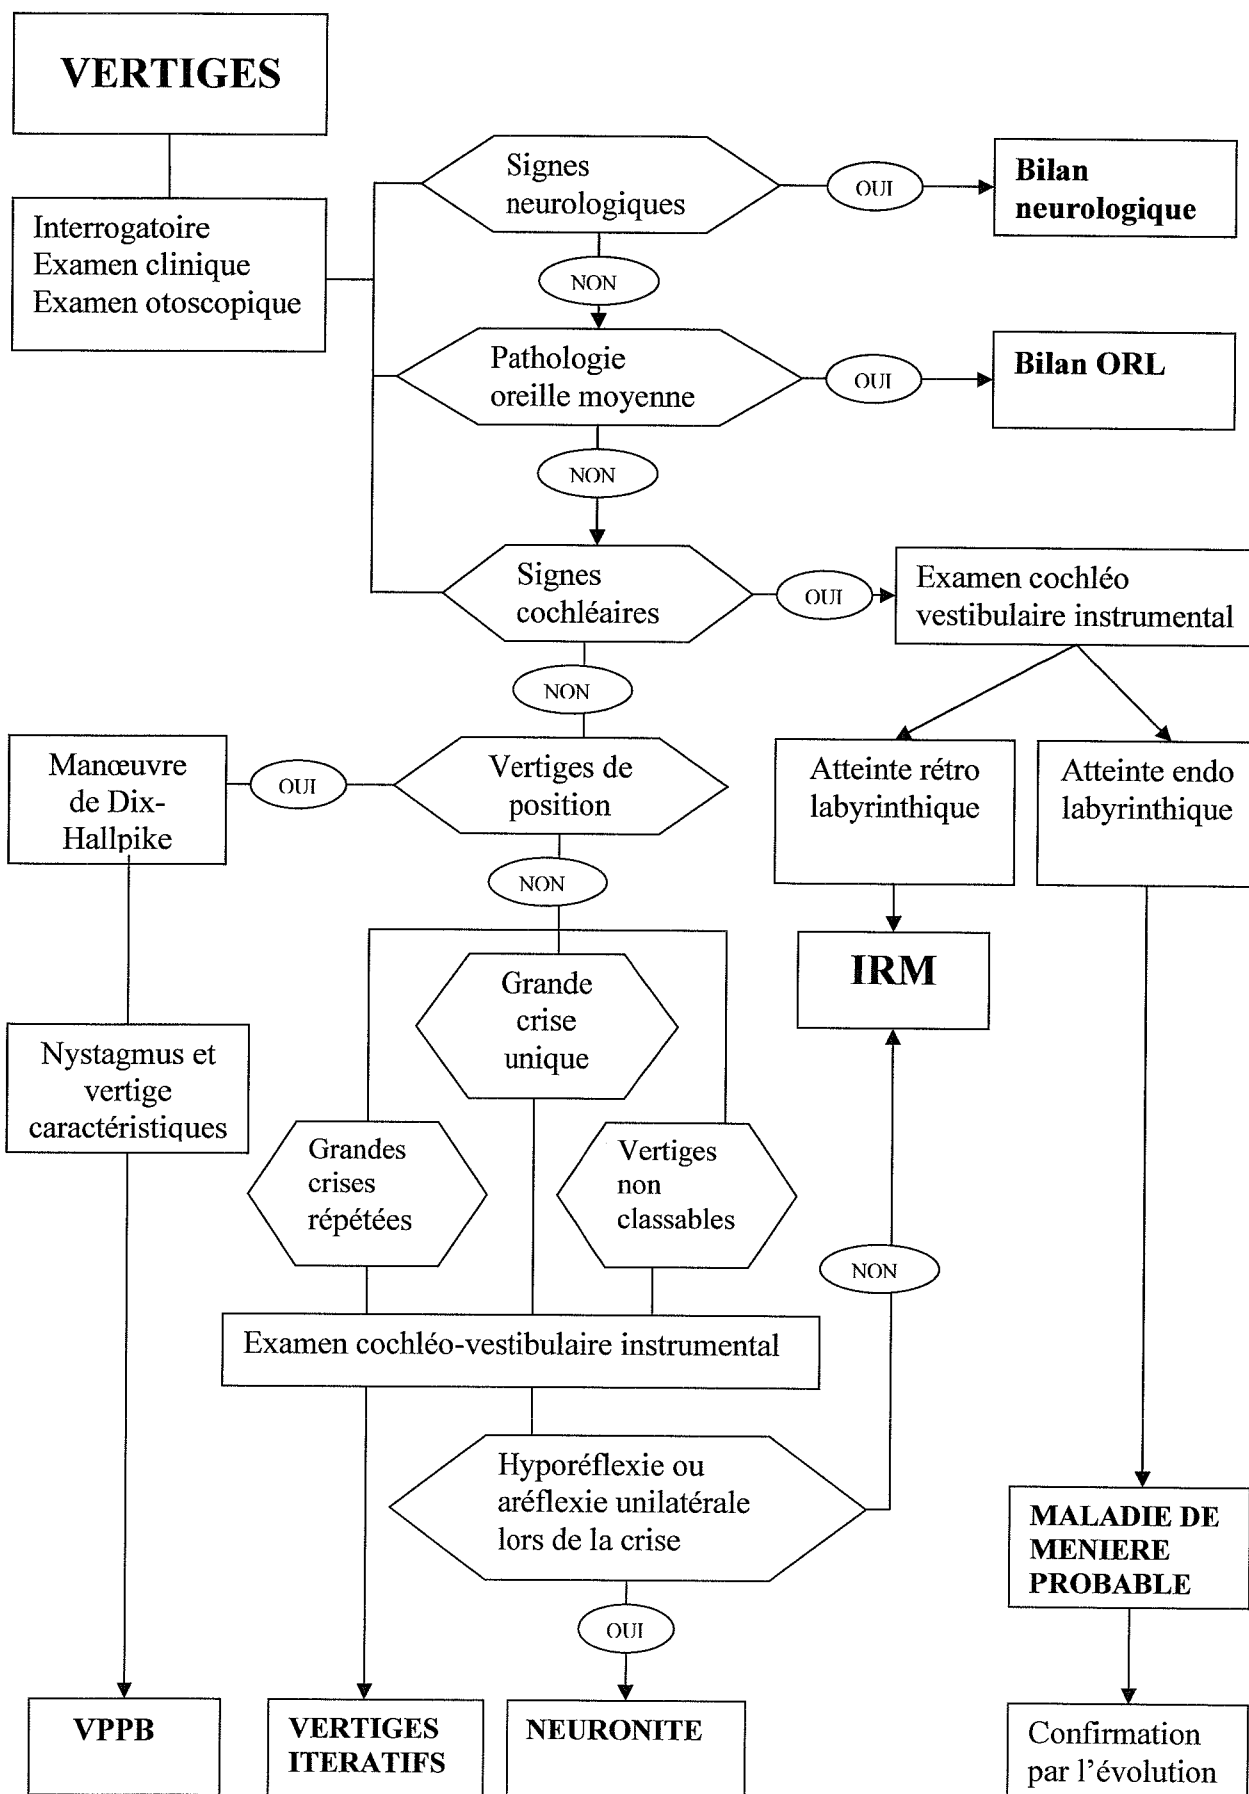 VERTIGES
Interrogatoire
Examen clinique
Examen otoscopique
Signes
neurologiques
OUI
Bilan
neurologique
NON
Pathologie
oreille moyenne
OUI
Bilan ORL
NON
Signes
cochléaires
OUI
Examen cochléo
vestibulaire instrumental
NON
Manœuvre
de Dix-
Hallpike
OUI
Vertiges de
position
Atteinte rétro
labyrinthique
Atteinte endo
labyrinthique
NON
IRM
Grande
crise
unique
Nystagmus et
vertige
caractéristiques
Grandes
crises
répétées
Vertiges
non
classables
NON
Examen cochléo-vestibulaire instrumental
Hyporéflexie ou
aréflexie unilatérale
lors de la crise
MALADIE DE
MENIERE
PROBABLE
OUI
VPPB
VERTIGES
ITERATIFS
NEURONITE
Confirmation
par l’évolution